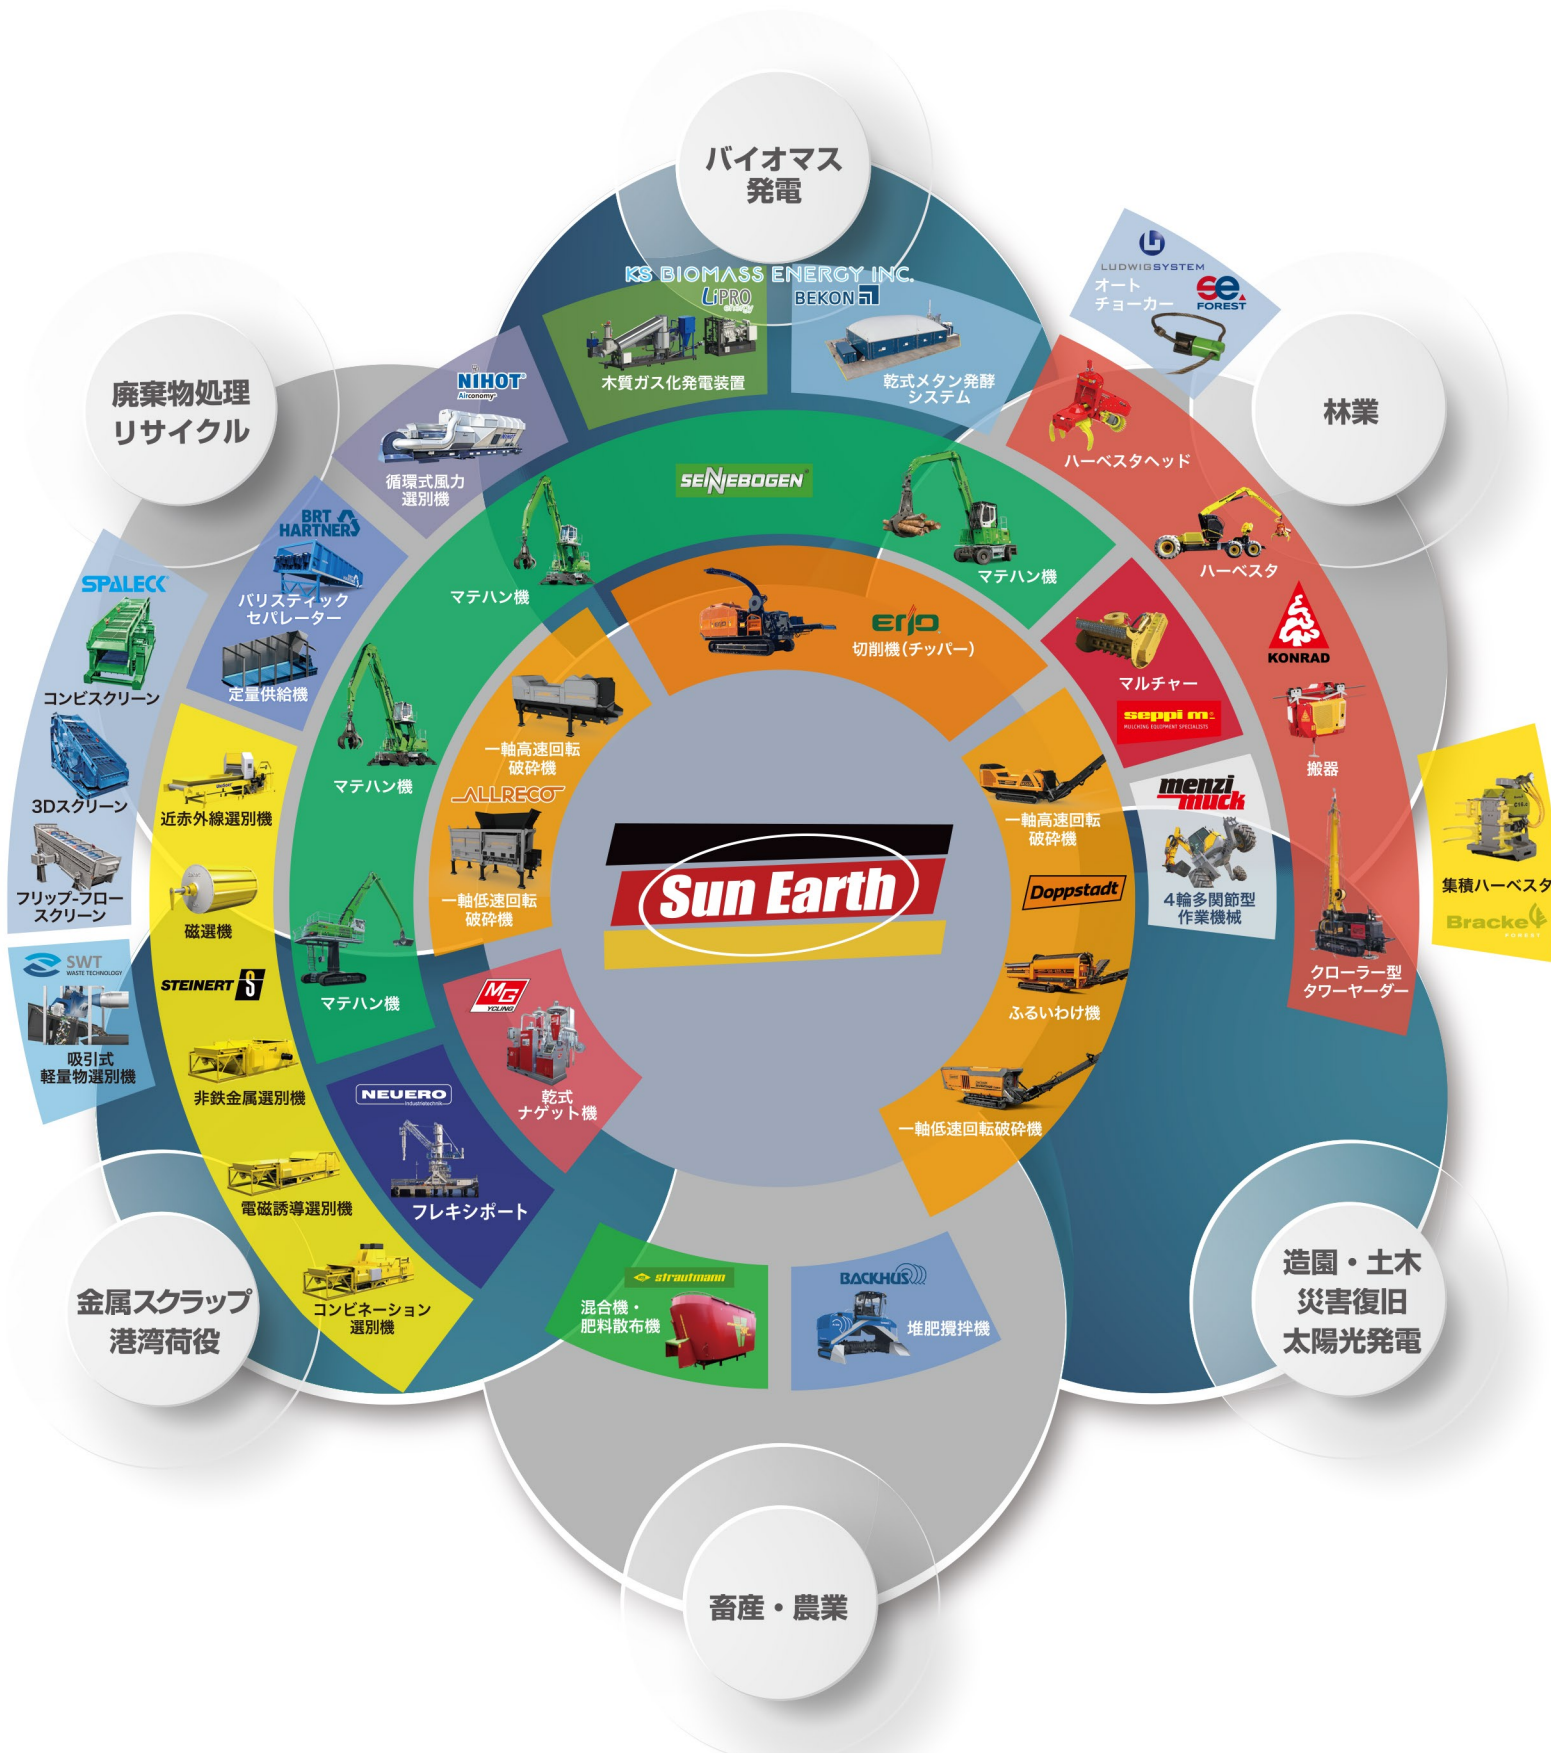 バイオマス
発電
KS BIOMASS ENERGY INC.
LiPRO
energy
木質ガス化発電装置
BEKON
乾式メタン発酵
システム
LUDWIGSYSTEM
オート
チョーカー
se
FOREST
林業
廃棄物処理
リサイクル
NIHOT
Airconomy
循環式風力
選別機
BRT
HARTNER
バリスティック
セパレーター
定量供給機
SPALECK
コンビスクリーン
3Dスクリーン
フリップ-フロー
スクリーン
SWT
WASTE TECHNOLOGY
吸引式
軽量物選別機
近赤外線選別機
磁選機
STEINERT S
非鉄金属選別機
電磁誘導選別機
コンビネーション
選別機
SENNEBOGEN
マテハン機
マテハン機
マテハン機
マテハン機
ハーベスタヘッド
ハーベスタ
KONRAD
搬器
クローラー型
タワーヤーダー
切削機(チッパー)
マルチャー
seppi m.
MULCHING EQUIPMENT SPECIALISTS
menzi
muck
4輪多関節型
作業機械
集積ハーベスタ
Bracke
FOREST
一軸高速回転
破砕機
ALLRECO
一軸低速回転
破砕機
一軸高速回転
破砕機
Doppstadt
ふるいわけ機
一軸低速回転破砕機
Sun Earth
MG
YCLING
乾式
ナゲット機
NEUERO
Industrietechnik
フレキシポート
strautmann
混合機・
肥料散布機
BACKHUS
堆肥攪拌機
金属スクラップ
港湾荷役
造園・土木
災害復旧
太陽光発電
畜産・農業